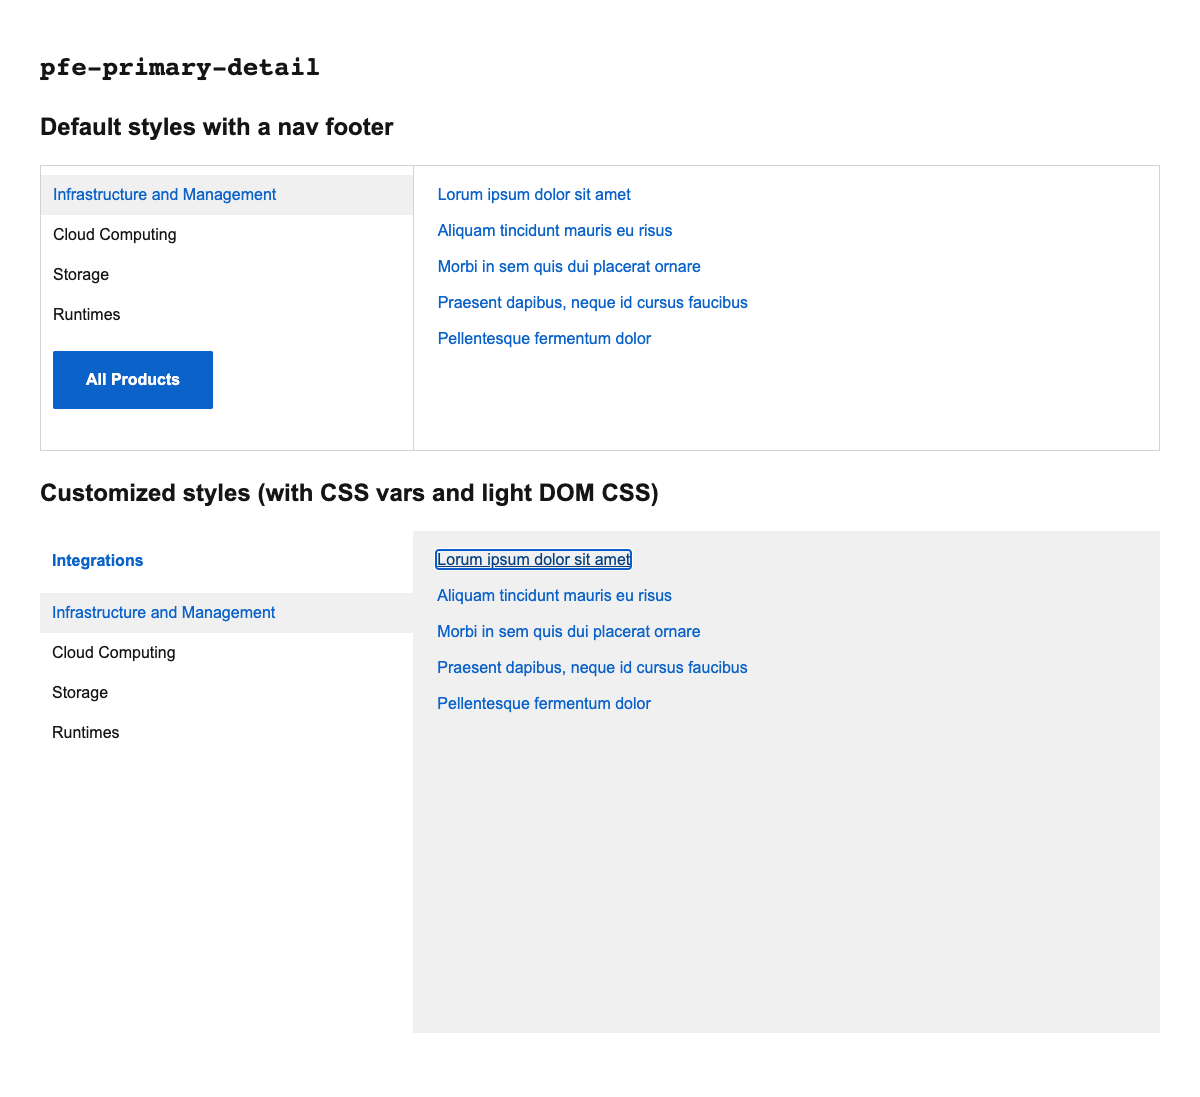 pfe-primary-detail
Default styles with a nav footer
Infrastructure and Management
Cloud Computing
Storage
Runtimes
All Products
Lorum ipsum dolor sit amet
Aliquam tincidunt mauris eu risus
Morbi in sem quis dui placerat ornare
Praesent dapibus, neque id cursus faucibus
Pellentesque fermentum dolor
Customized styles (with CSS vars and light DOM CSS)
Integrations
Infrastructure and Management
Cloud Computing
Storage
Runtimes
Lorum ipsum dolor sit amet
Aliquam tincidunt mauris eu risus
Morbi in sem quis dui placerat ornare
Praesent dapibus, neque id cursus faucibus
Pellentesque fermentum dolor